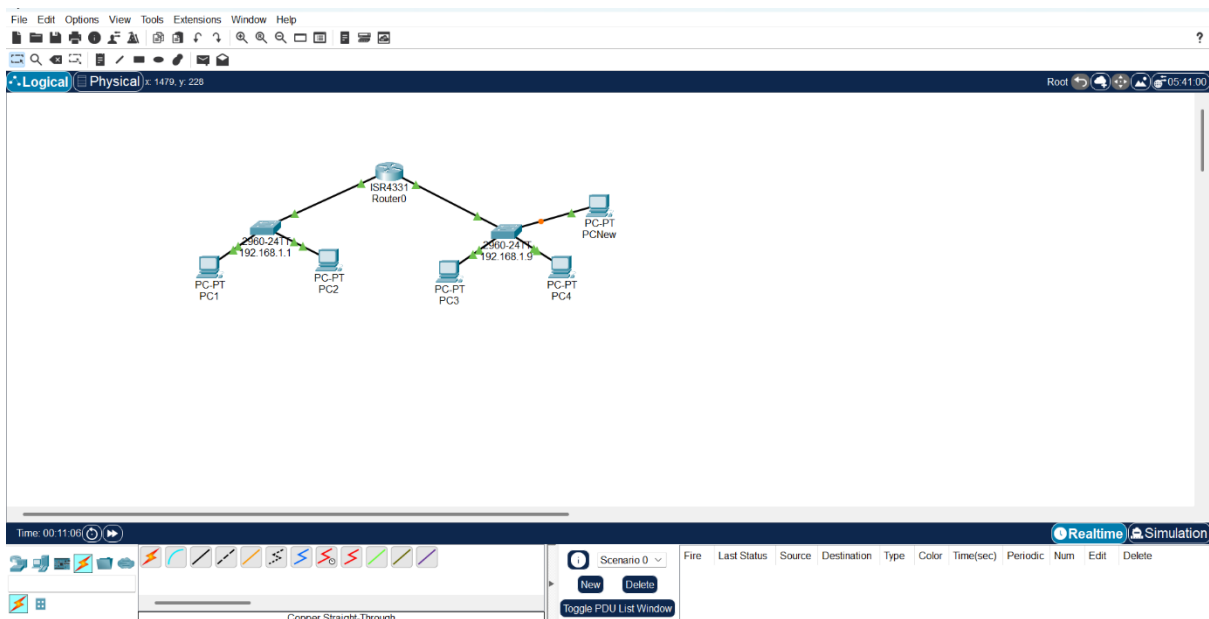 File Edit Options View Tools Extensions Window Help
?
Logical Physical x: 1479, y: 228 Root 05:41:00
ISR4331
Router0
PC-PT
PCNew
2960-24TT
192.168.1.1
2960-24TT
192.168.1.9
PC-PT
PC1
PC-PT
PC2
PC-PT
PC3
PC-PT
PC4
Time: 00:11:06 Realtime Simulation
Scenario 0 Fire Last Status Source Destination Type Color Time(sec) Periodic Num Edit Delete
New Delete
Toggle PDU List Window
Copper Straight-Through